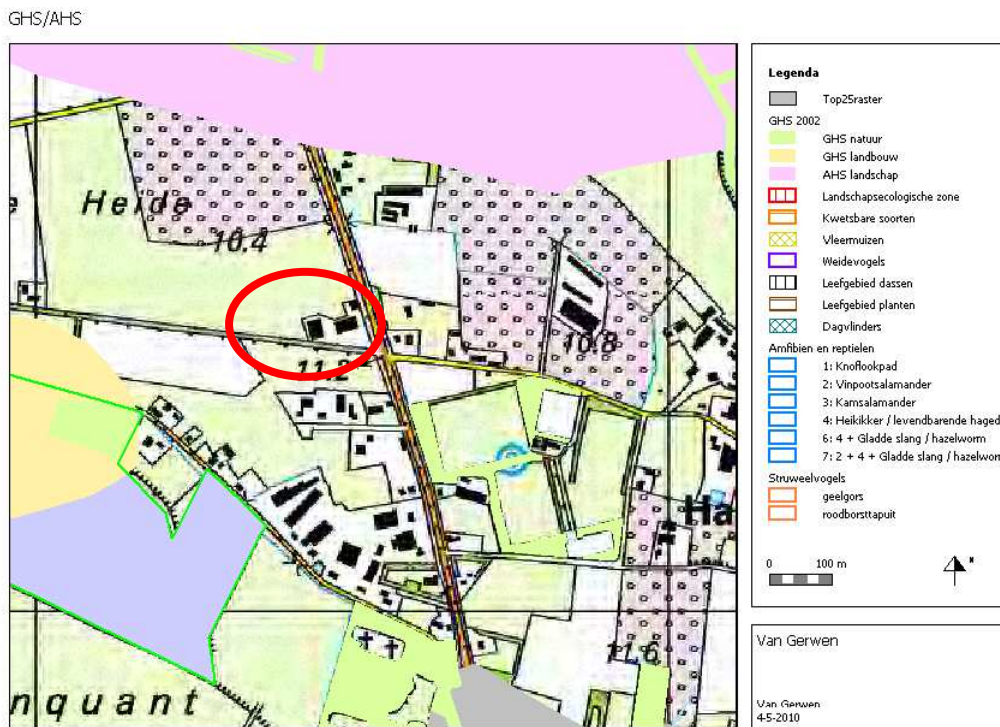 GHS/AHS
Heide
10.4
11.2
10.8
11.6
nquant
Legenda
Top25raster
GHS 2002
GHS natuur
GHS landbouw
AHS landschap
Landschapsecologische zone
Kwetsbare soorten
Vleermuizen
Weidevogels
Leefgebied dassen
Leefgebied planten
Dagvlinders
Amfibien en reptielen
1: Knoflookpad
2: Vinpootsalamander
3: Kamsalamander
4: Heikikker / levendbarende haged
6: 4 + Gladde slang / hazelworm
7: 2 + 4 + Gladde slang / hazelworm
Struweelvogels
geelgors
roodborsttapuit
0 100 m
Van Gerwen
Van Gerwen
4-5-2010